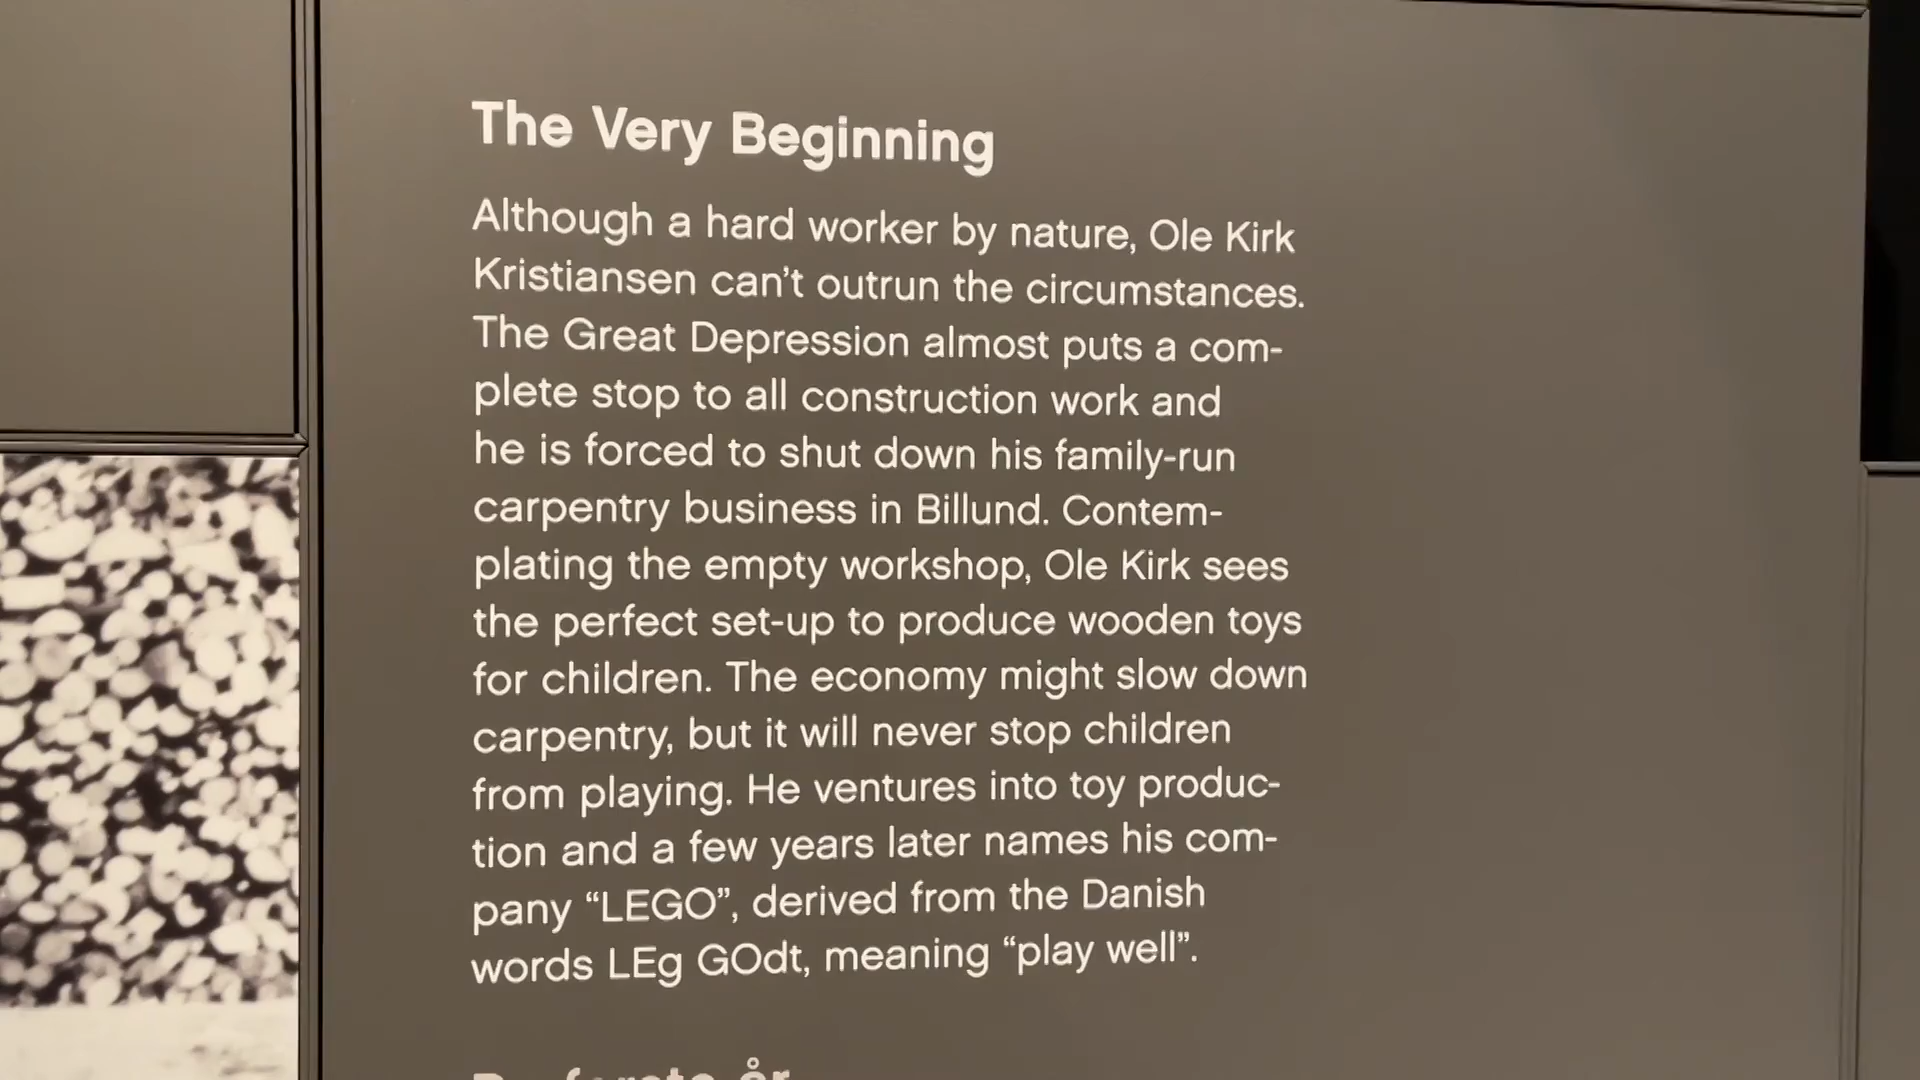 The Very Beginning
Although a hard worker by nature, Ole Kirk
Kristiansen can't outrun the circumstances.
The Great Depression almost puts a com-
plete stop to all construction work and
he is forced to shut down his family-run
carpentry business in Billund. Contem-
plating the empty workshop, Ole Kirk sees
the perfect set-up to produce wooden toys
for children. The economy might slow down
carpentry, but it will never stop children
from playing. He ventures into toy produc-
tion and a few years later names his com-
pany “LEGO”, derived from the Danish
words LEg GOdt, meaning “play well”.
år